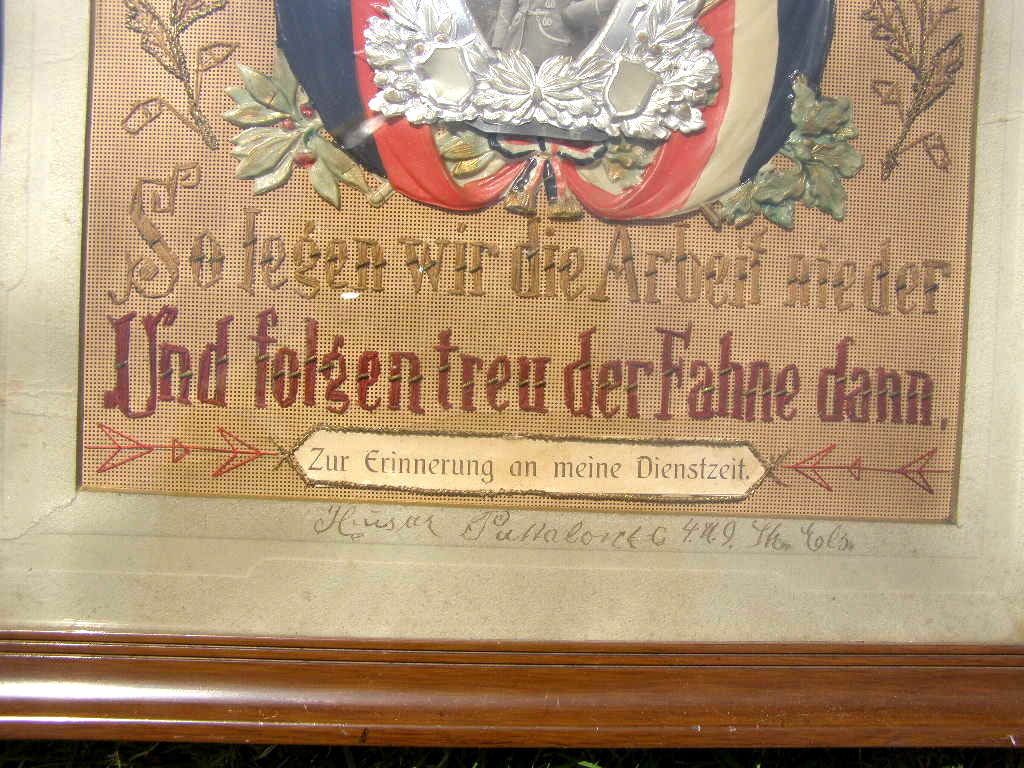 So legen wir die Arbeit nieder
Und folgen treu der Fahne dann.
Zur Erinnerung an meine Dienstzeit.
Husar